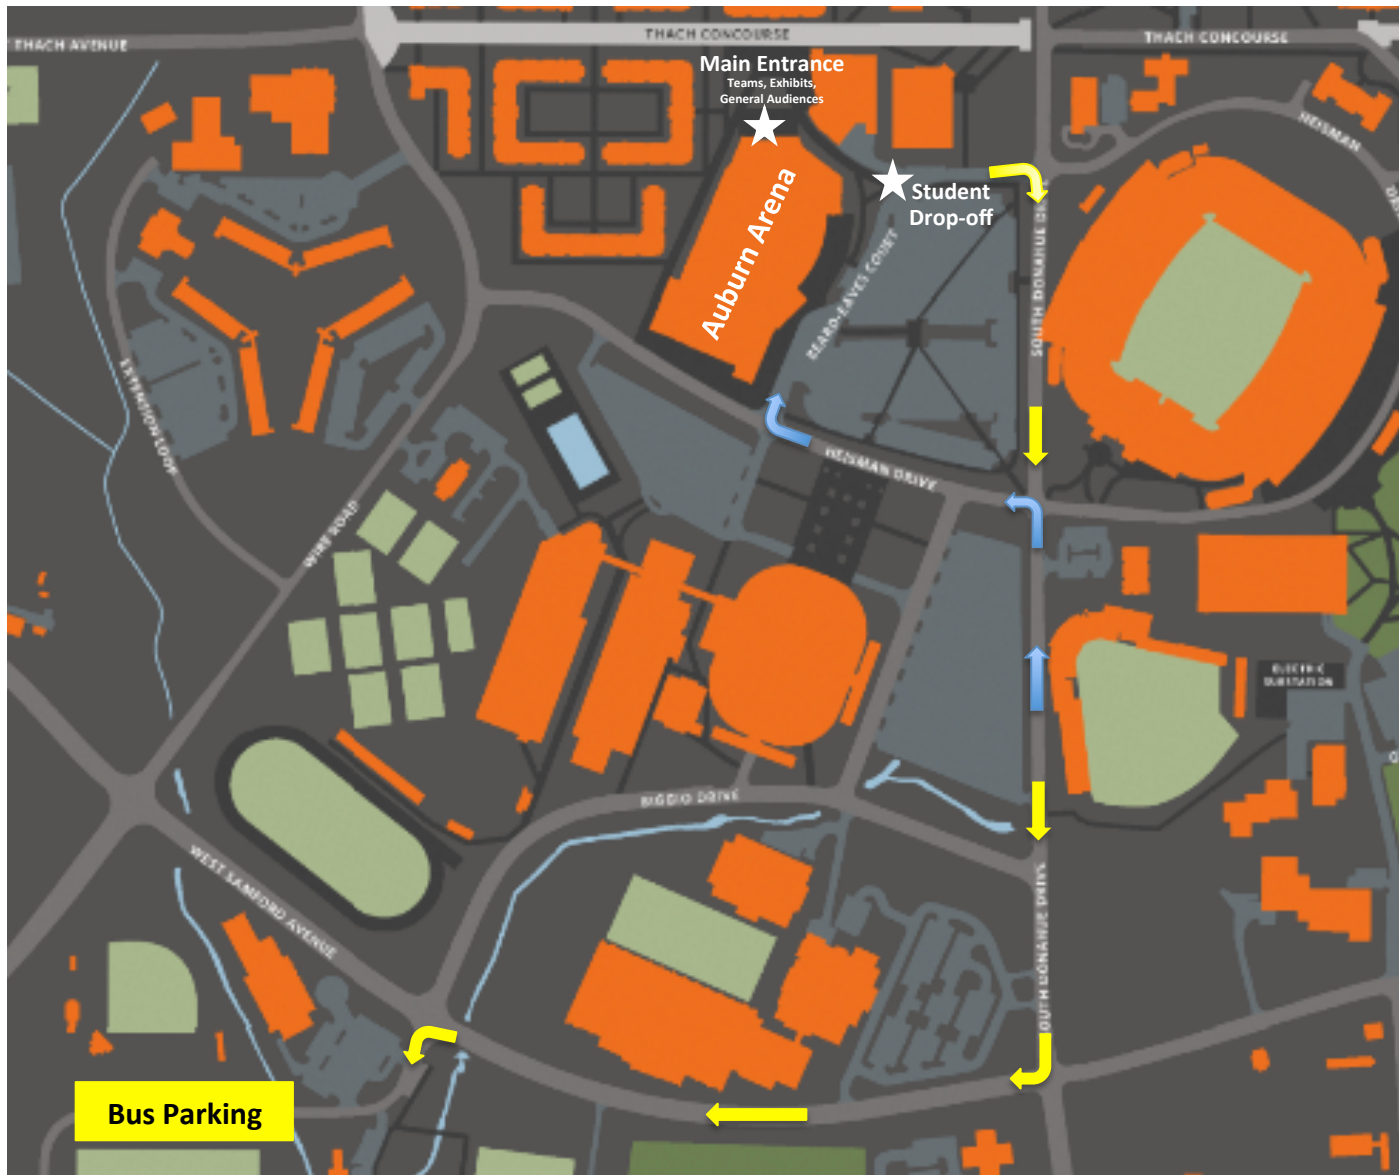 THACH AVENUE
THACH CONCOURSE
THACH CONCOURSE
Main Entrance
Teams, Exhibits,
General Audiences
HEISMAN
Student
Drop-off
Auburn Arena
BEARD-EAVES COURT
SOUTH DONAHUE DR
EXTENSION LOOP
HEISMAN DRIVE
WIRE ROAD
ELECTRIC
SUBSTATION
BIGGIO DRIVE
WEST SAMFORD AVENUE
OUTH DONAHUE DRIVE
Bus Parking